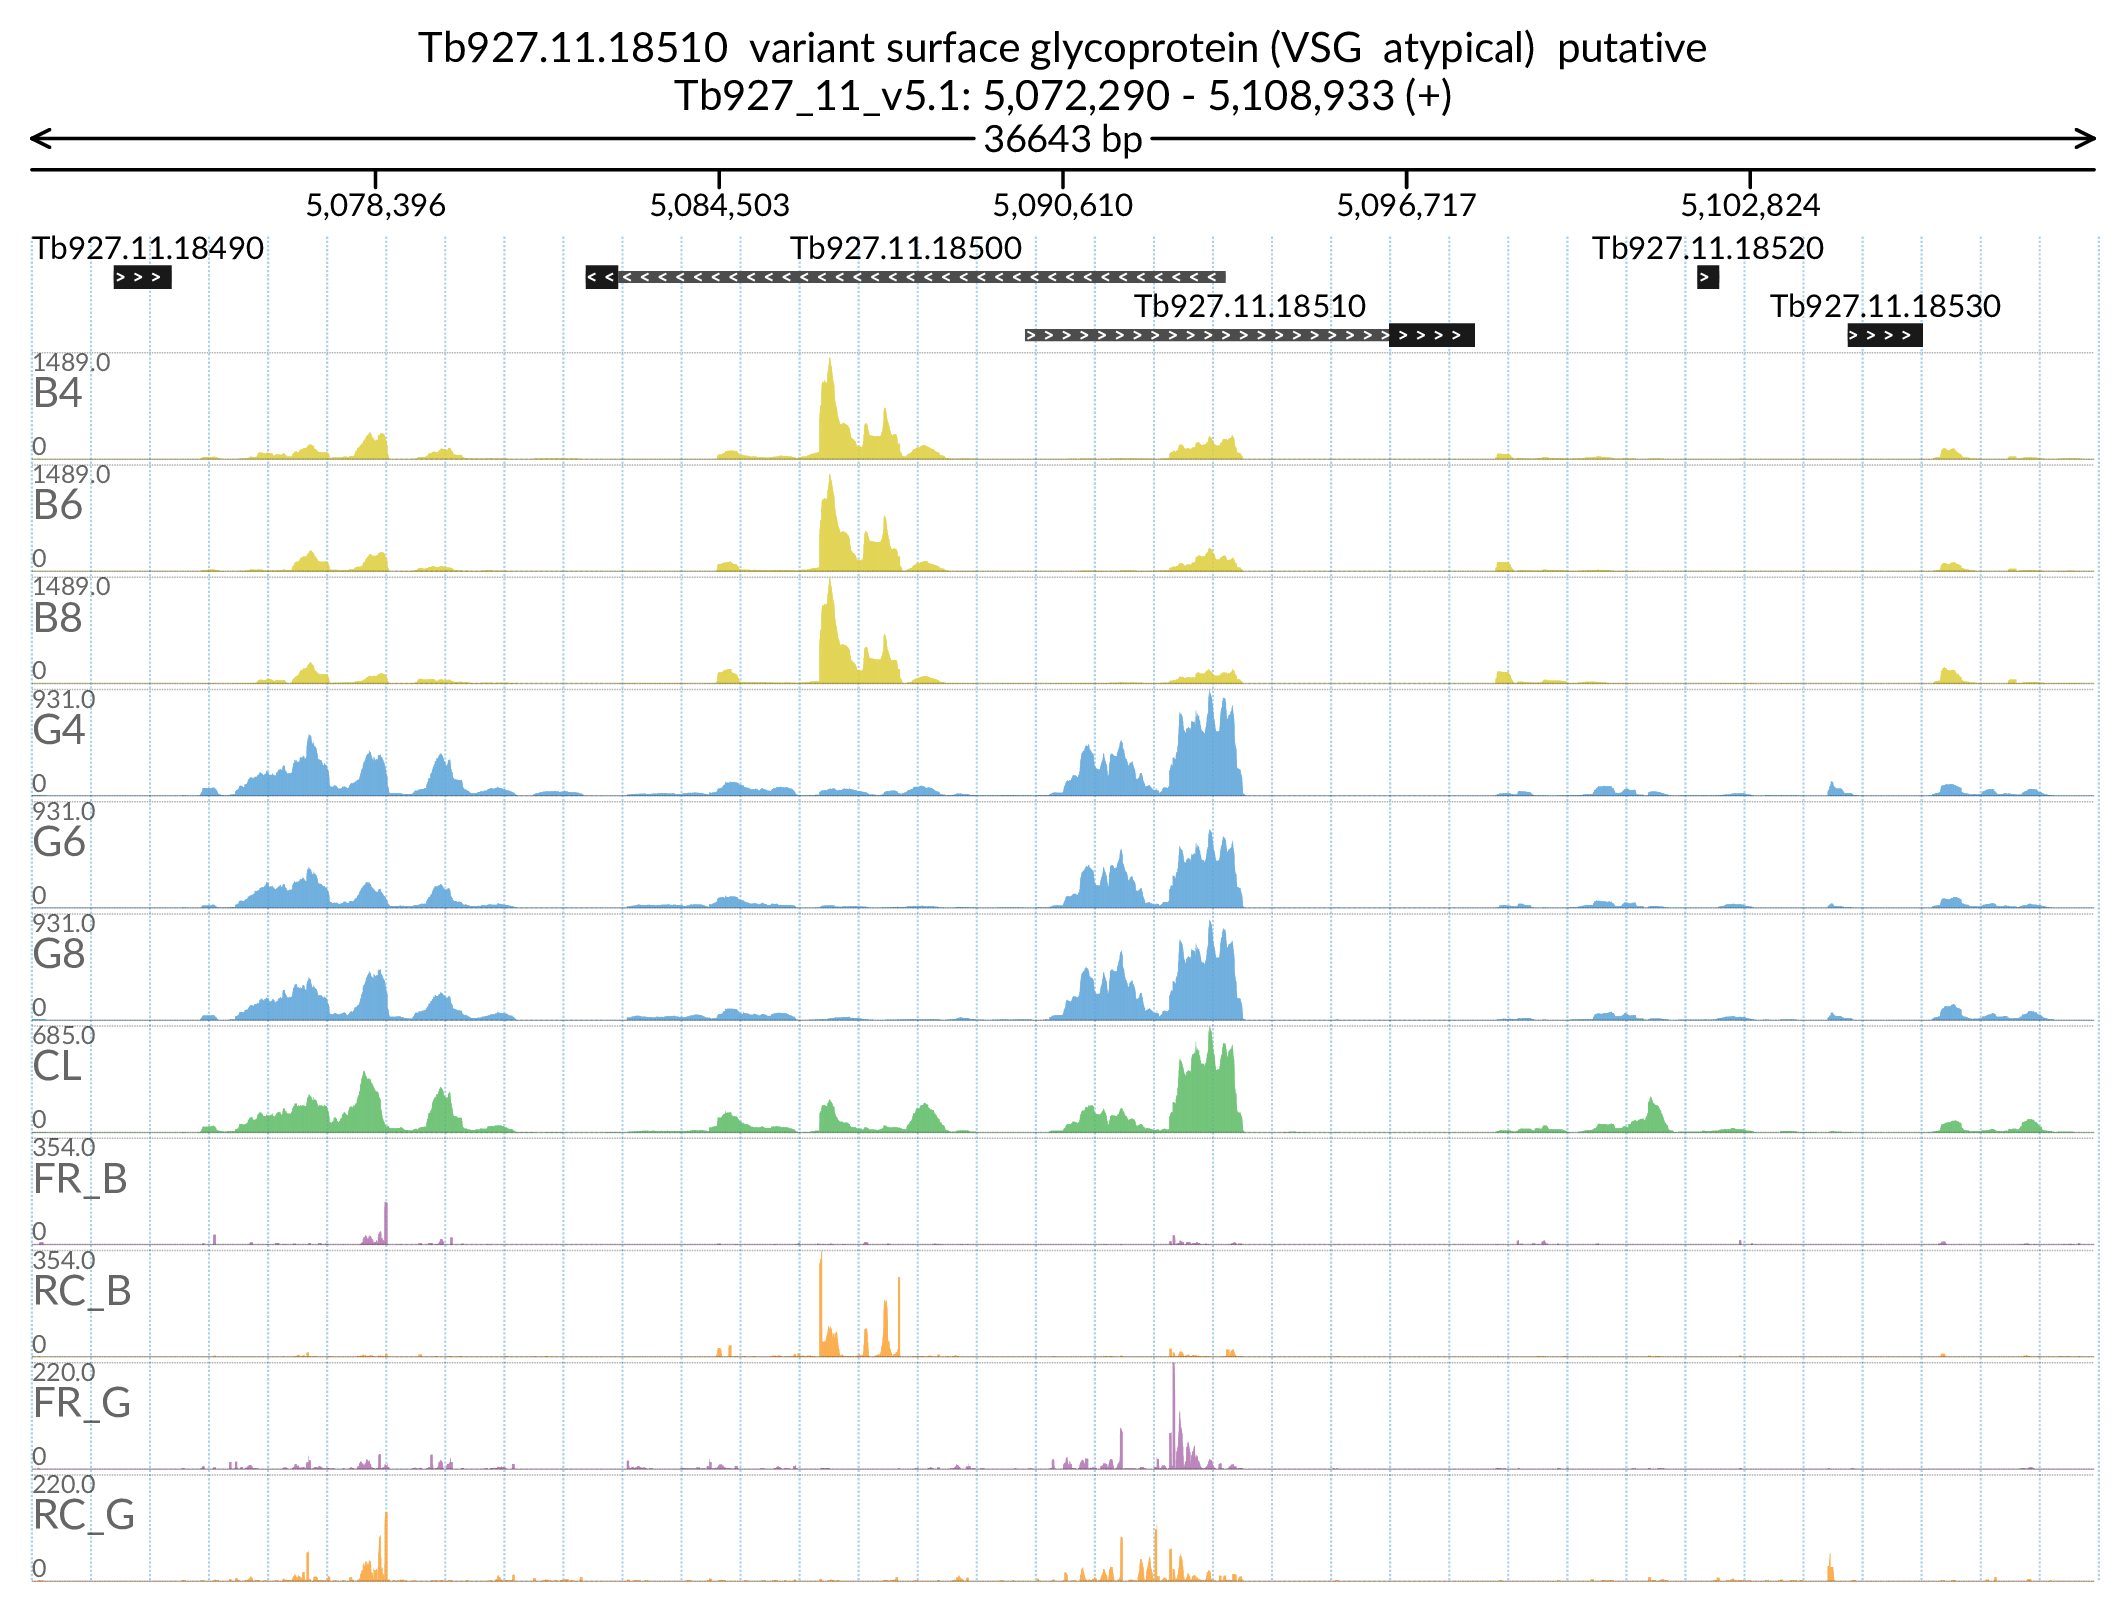 Tb927.11.18510 variant surface glycoprotein (VSG atypical) putative
Tb927_11_v5.1: 5,072,290 - 5,108,933 (+)
36643 bp
5,078,396 5,084,503 5,090,610 5,096,717 5,102,824
Tb927.11.18490 Tb927.11.18500 Tb927.11.18520
Tb927.11.18510 Tb927.11.18530
1489.0
B4
0
1489.0
B6
0
1489.0
B8
0
931.0
G4
0
931.0
G6
0
931.0
G8
0
685.0
CL
0
354.0
FR_B
0
354.0
RC_B
0
220.0
FR_G
0
220.0
RC_G
0